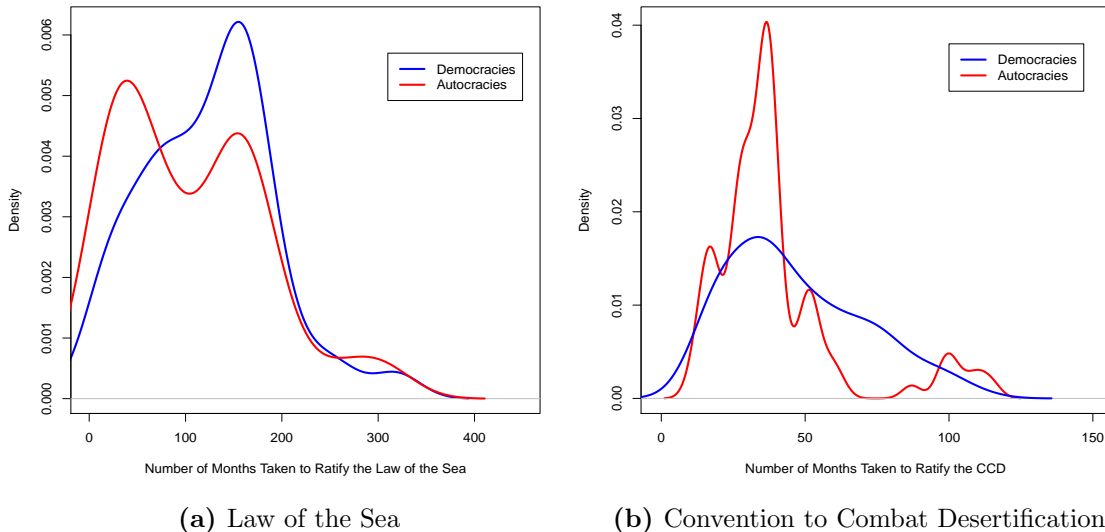 0.000
0.001
0.002
0.003
0.004
0.005
0.006
Density
0
100
200
300
400
Number of Months Taken to Ratify the Law of the Sea
Democracies
Autocracies
(a) Law of the Sea
0.00
0.01
0.02
0.03
0.04
Density
0
50
100
150
Number of Months Taken to Ratify the CCD
Democracies
Autocracies
(b) Convention to Combat Desertification